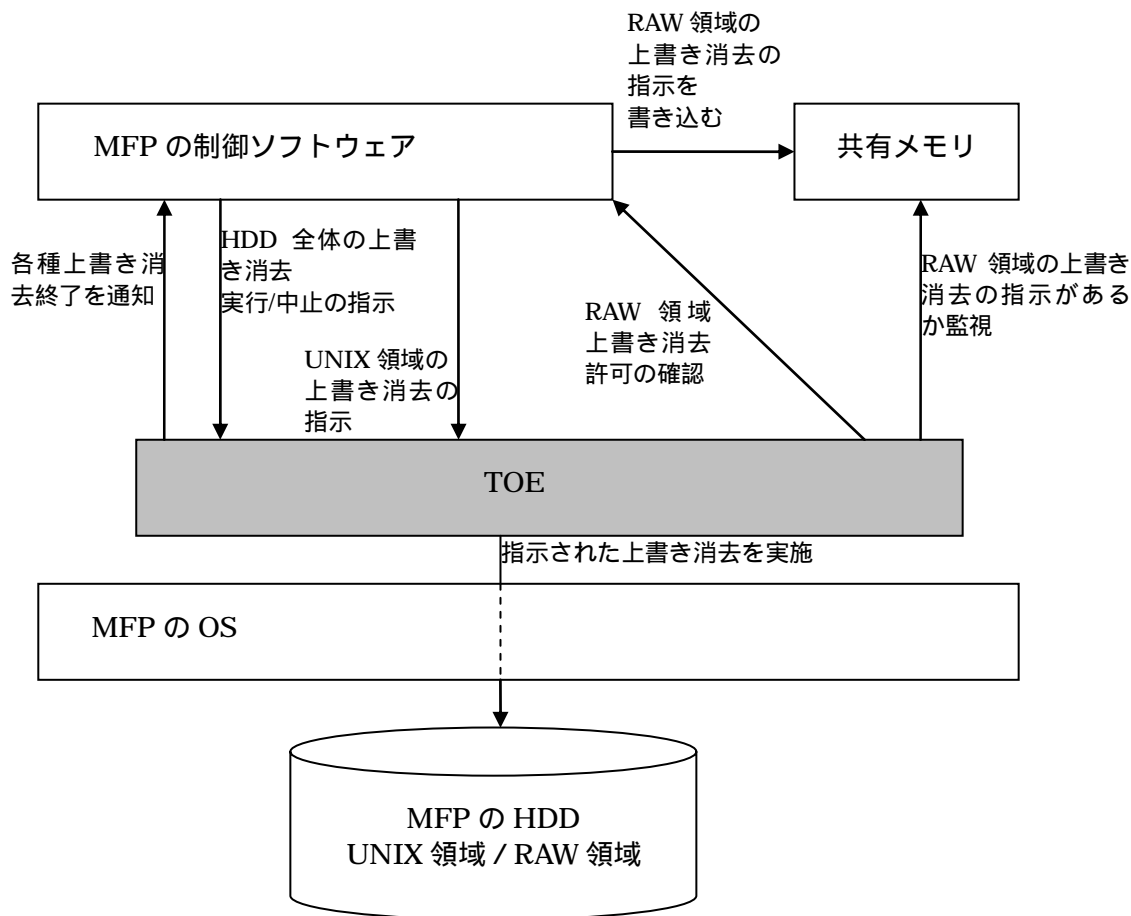 RAW 領域の
上書き消去の
指示を
書き込む
MFP の制御ソフトウェア
共有メモリ
各種上書き消
去終了を通知
HDD 全体の上書
き消去
実行/中止の指示
UNIX 領域の
上書き消去の
指示
RAW 領域
上書き消去
許可の確認
RAW 領域の上書き
消去の指示がある
か監視
TOE
指示された上書き消去を実施
MFP の OS
MFP の HDD
UNIX 領域 / RAW 領域